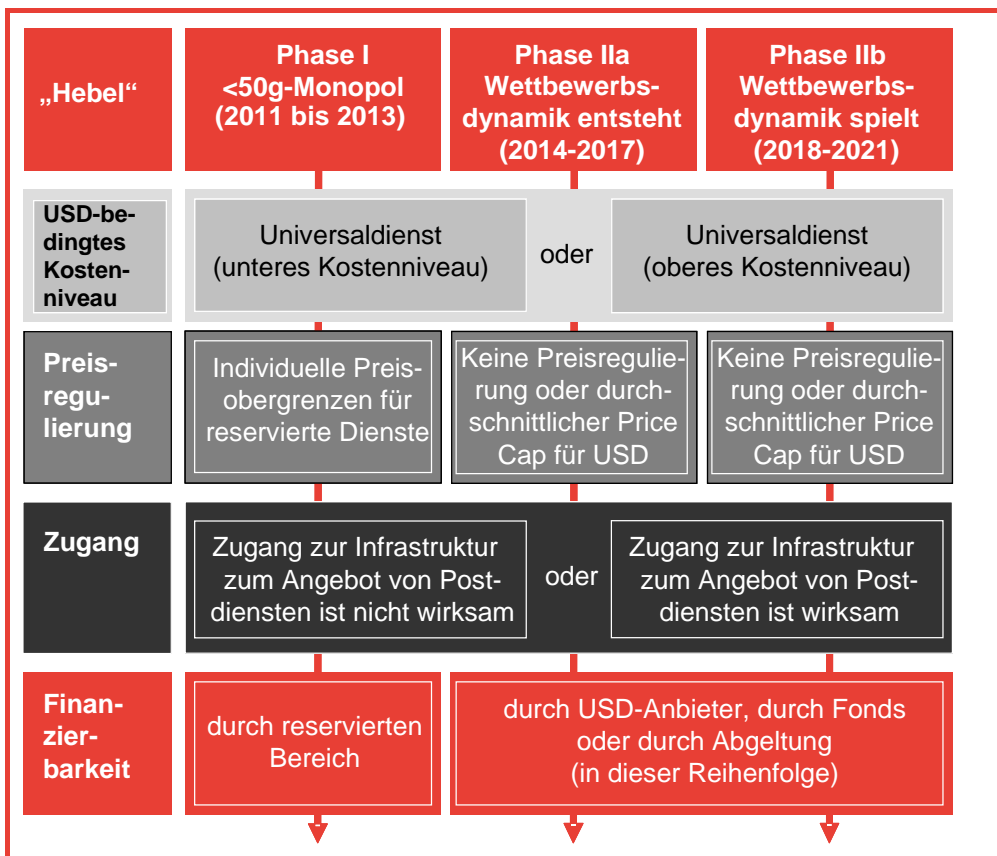 „Hebel“
Phase I
<50g-Monopol
(2011 bis 2013)
Phase IIa
Wettbewerbs-
dynamik entsteht
(2014-2017)
Phase IIb
Wettbewerbs-
dynamik spielt
(2018-2021)
USD-be-
dingtes
Kosten-
niveau
Universaldienst
(unteres Kostenniveau)
oder
Universaldienst
(oberes Kostenniveau)
Preis-
regu-
lierung
Individuelle Preis-
obergrenzen für
reservierte Dienste
Keine Preisregulie-
rung oder durch-
schnittlicher Price
Cap für USD
Keine Preisregulie-
rung oder durch-
schnittlicher Price
Cap für USD
Zugang
Zugang zur Infrastruktur
zum Angebot von Post-
diensten ist nicht wirksam
oder
Zugang zur Infrastruktur
zum Angebot von Post-
diensten ist wirksam
Finan-
zier-
barkeit
durch reservierten
Bereich
durch USD-Anbieter, durch Fonds
oder durch Abgeltung
(in dieser Reihenfolge)